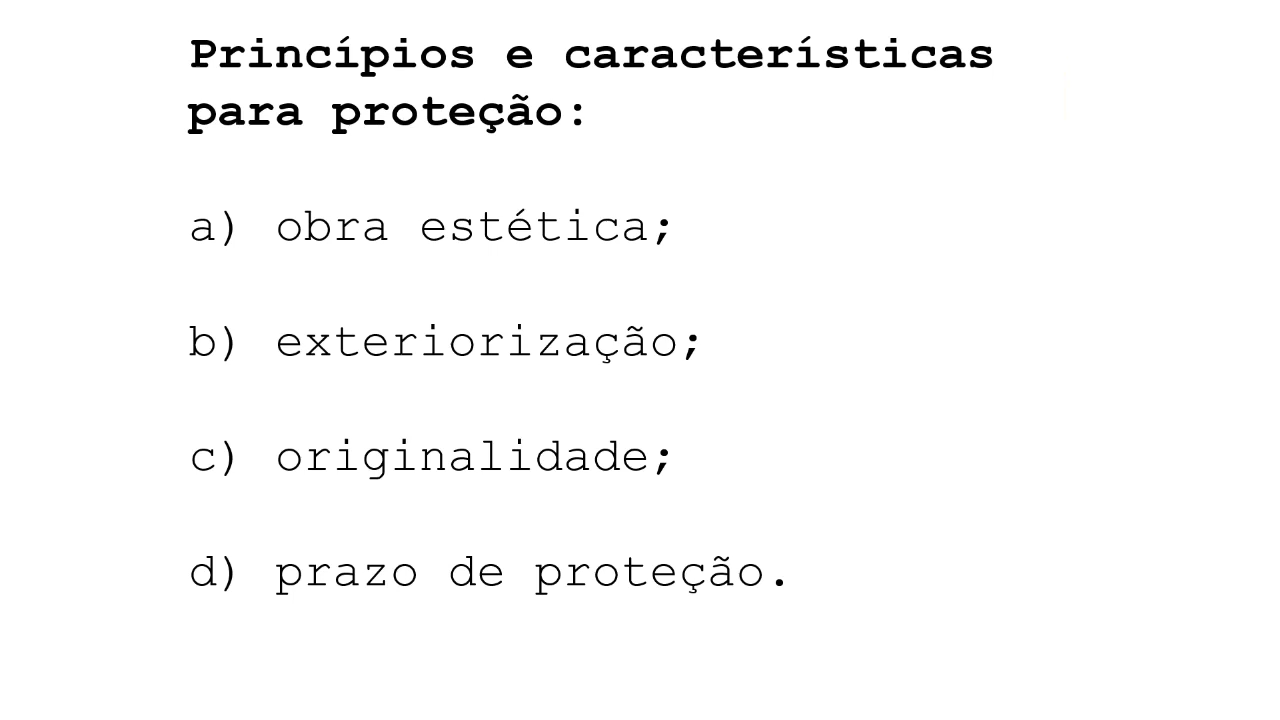 Princípios e características
para proteção:
a) obra estética;
b) exteriorização;
c) originalidade;
d) prazo de proteção.